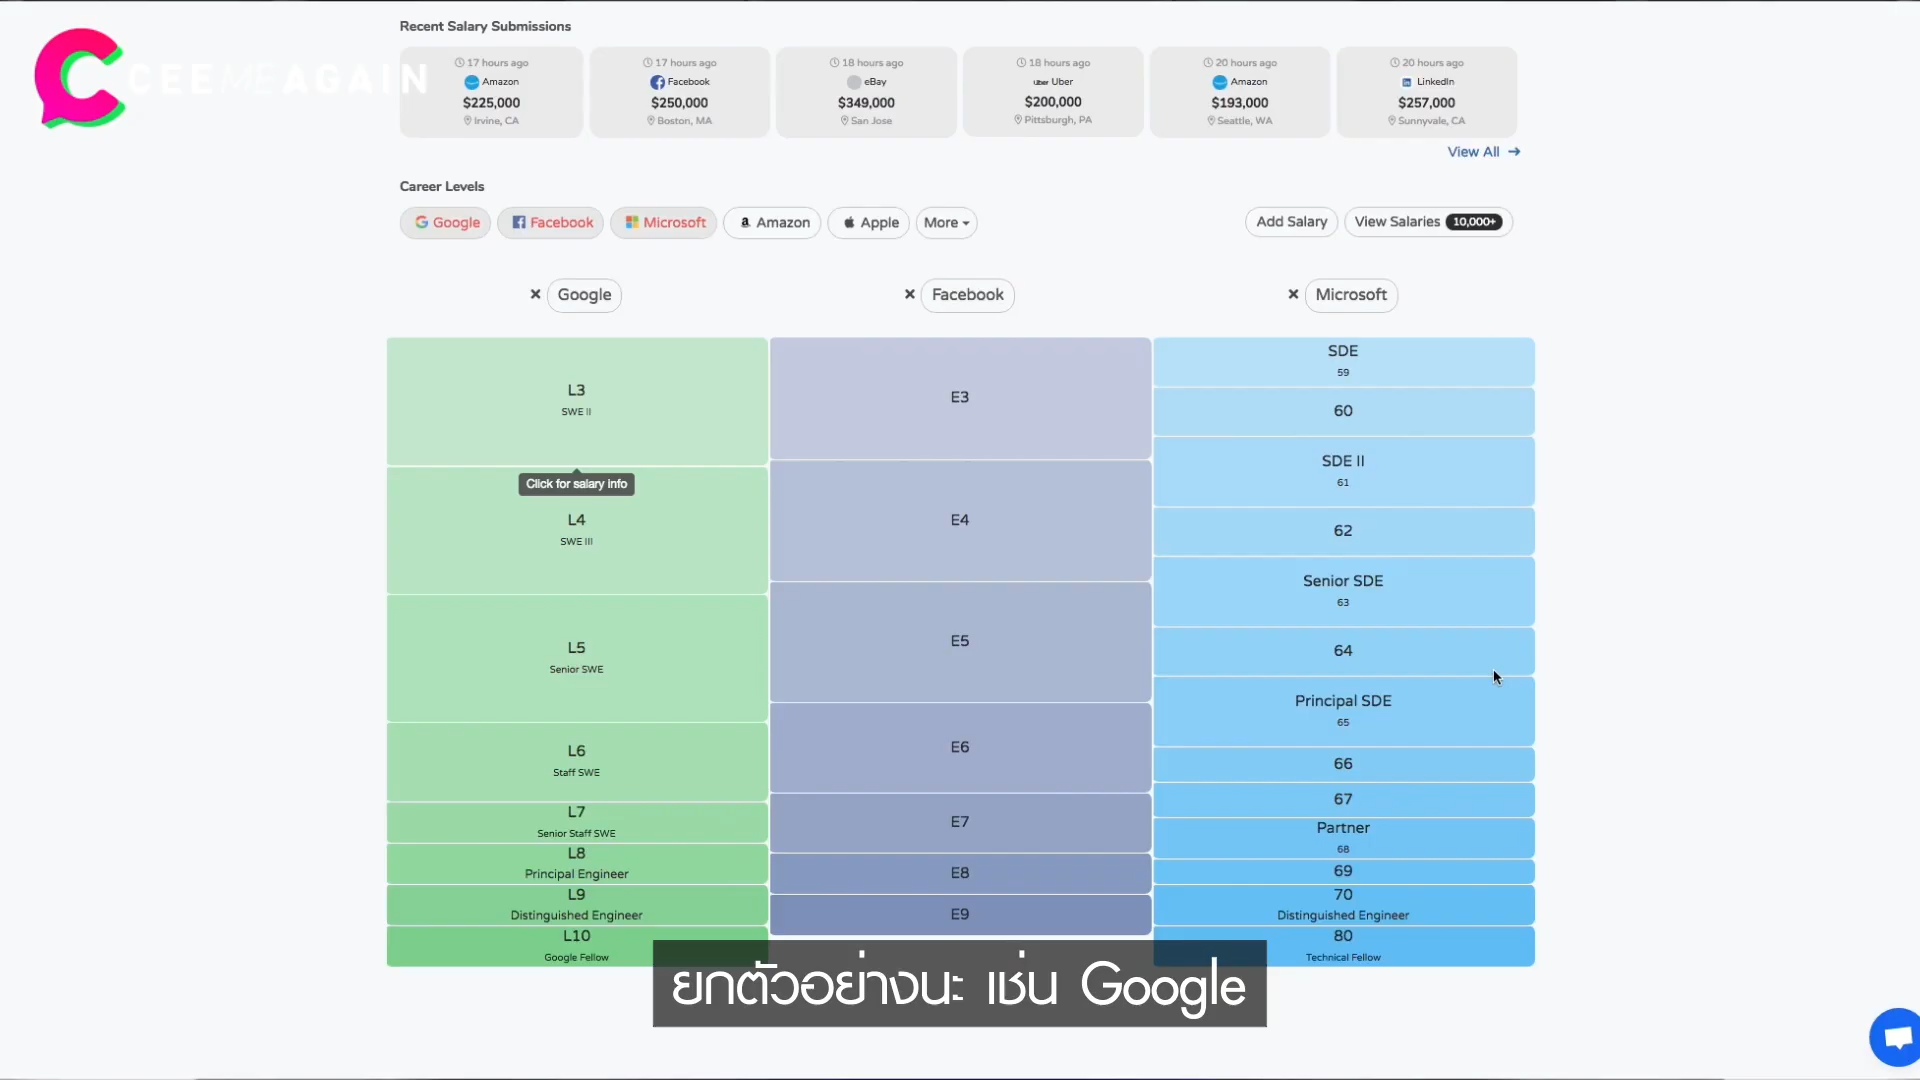 Recent Salary Submissions
CEEMEAGAIN
17 hours ago
Amazon
$225,000
Irvine, CA
17 hours ago
Facebook
$250,000
Boston, MA
18 hours ago
eBay
$349,000
San Jose
18 hours ago
Uber Uber
$200,000
Pittsburgh, PA
20 hours ago
Amazon
$193,000
Seattle, WA
20 hours ago
LinkedIn
$257,000
Sunnyvale, CA
View All →
Career Levels
Google Facebook Microsoft Amazon Apple More
Add Salary View Salaries 10,000+
× Google
× Facebook
× Microsoft
L3
SWE II
Click for salary info
L4
SWE III
L5
Senior SWE
L6
Staff SWE
L7
Senior Staff SWE
L8
Principal Engineer
L9
Distinguished Engineer
L10
Google Fellow
E3
E4
E5
E6
E7
E8
E9
SDE
59
60
SDE II
61
62
Senior SDE
63
64
Principal SDE
65
66
67
Partner
68
69
70
Distinguished Engineer
80
Technical Fellow
ยกตัวอย่างนะ เช่น Google